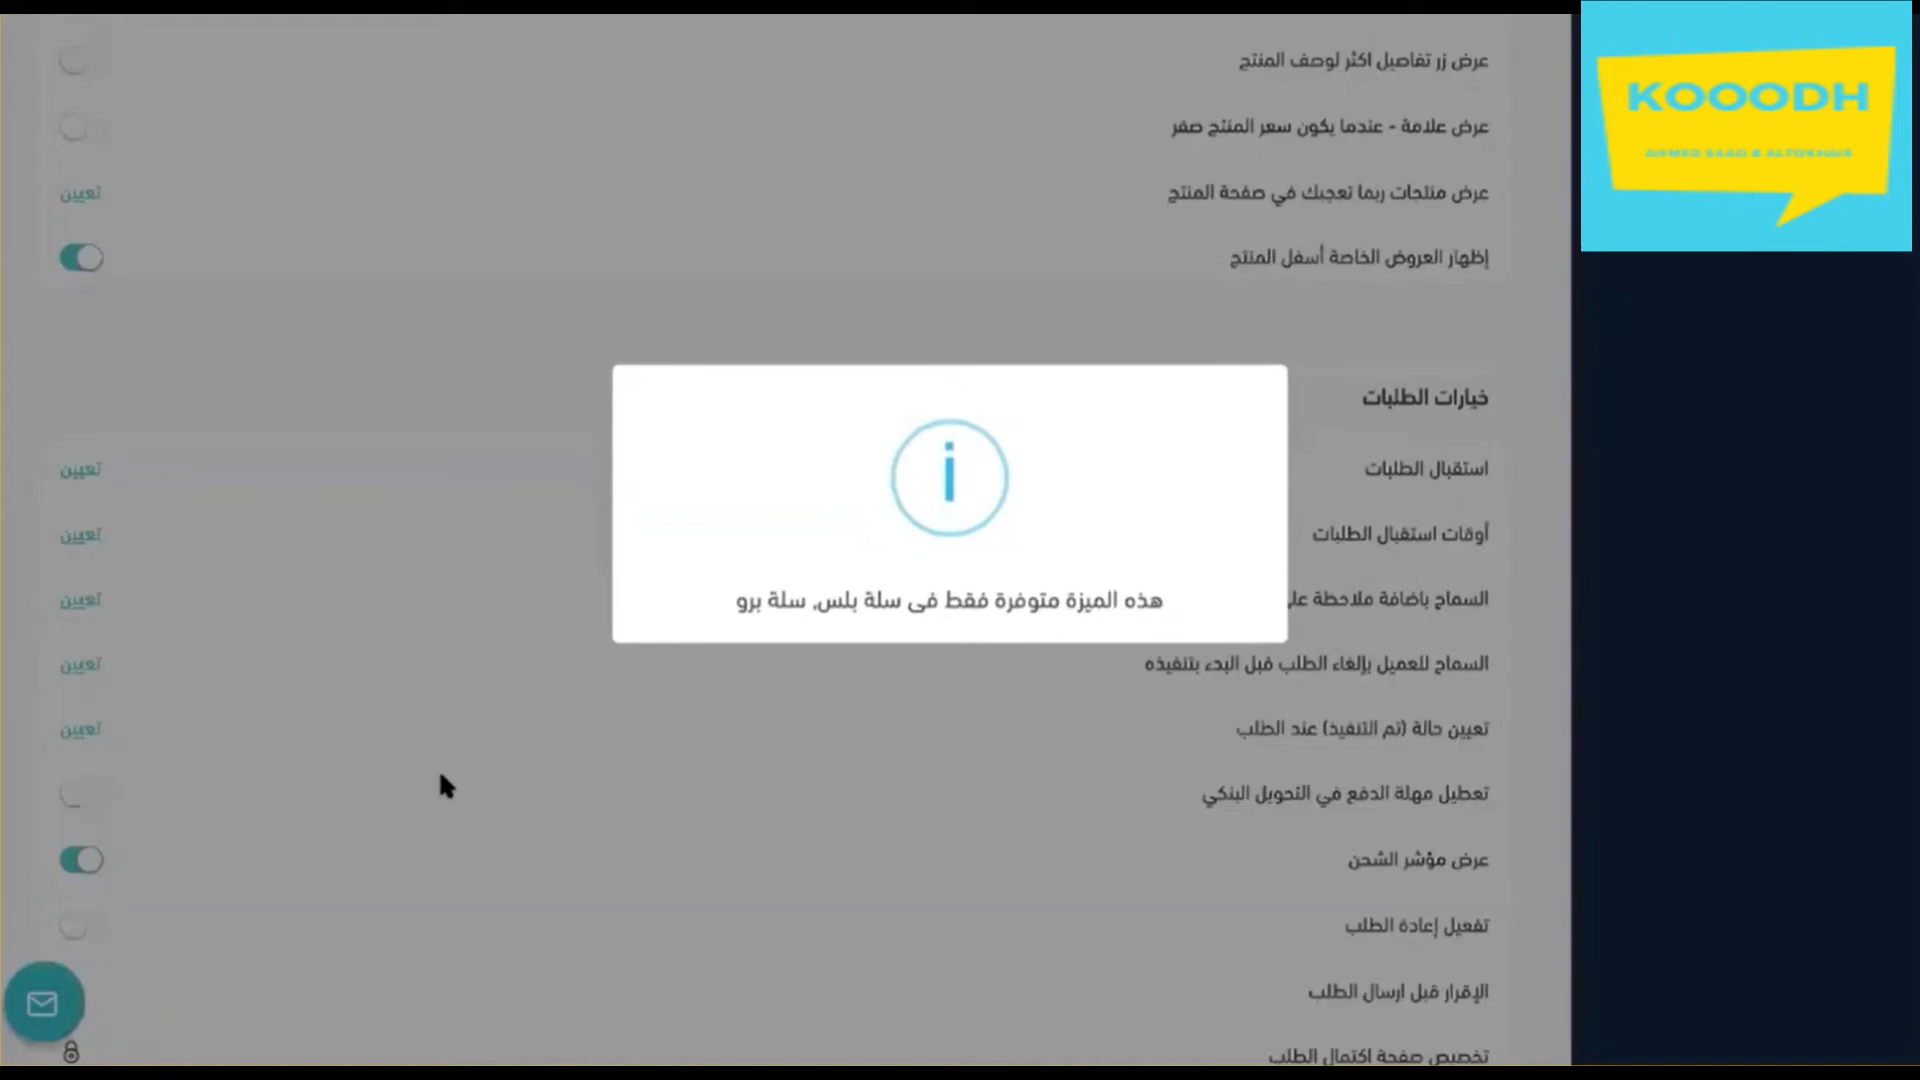 عرض زر تفاصيل اكثر لوصف المنتج
عرض علامة - عندما يكون سعر المنتج صفر
عرض منتجات ربما تعجبك في صفحة المنتج
تعيين
إظهار العروض الخاصة أسفل المنتج
KOOODH
خيارات الطلبات
استقبال الطلبات
تعيين
أوقات استقبال الطلبات
تعيين
السماح باضافة ملاحظة على
تعيين
هذه الميزة متوفرة فقط فى سلة بلس, سلة برو
السماح للعميل بإلغاء الطلب قبل البدء بتنفيذه
تعيين
تعيين حالة (تم التنفيذ) عند الطلب
تعيين
تعطيل مهلة الدفع في التحويل البنكي
عرض مؤشر الشحن
تفعيل إعادة الطلب
الإقرار قبل ارسال الطلب
تخصيص صفحة اكتمال الطلب